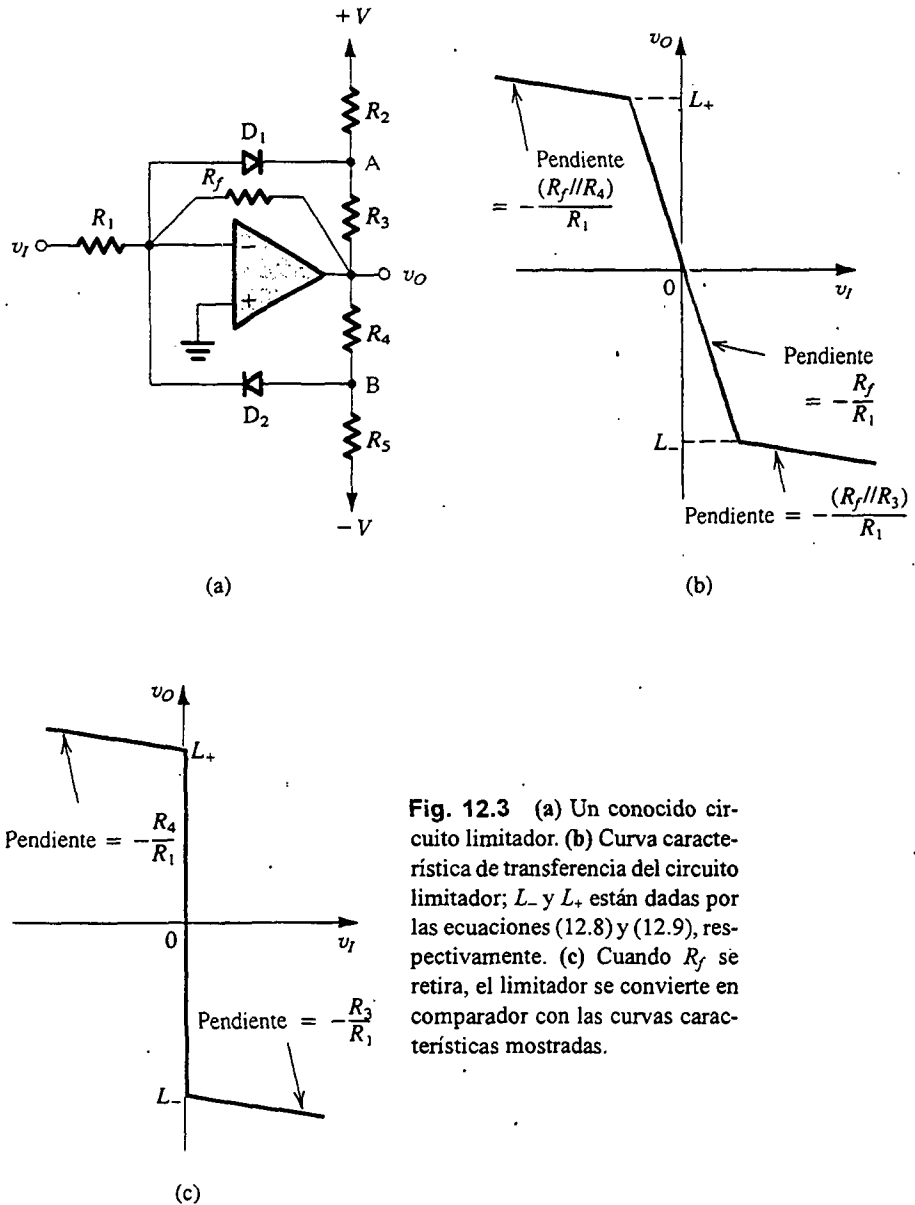 +V
R2
D1
A
Rf
R1
R3
vI
−
+
vO
R4
B
D2
R5
−V
(a)
vO
L+
Pendiente
= −(Rf//R4)/R1
0
vI
Pendiente
= −Rf/R1
L−
Pendiente = −(Rf//R3)/R1
(b)
vO
L+
Pendiente = −R4/R1
0
vI
Pendiente = −R3/R1
L−
(c)
Fig. 12.3 (a) Un conocido cir-
cuito limitador. (b) Curva caracte-
rística de transferencia del circuito
limitador; L− y L+ están dadas por
las ecuaciones (12.8) y (12.9), res-
pectivamente. (c) Cuando Rf se
retira, el limitador se convierte en
comparador con las curvas carac-
terísticas mostradas.